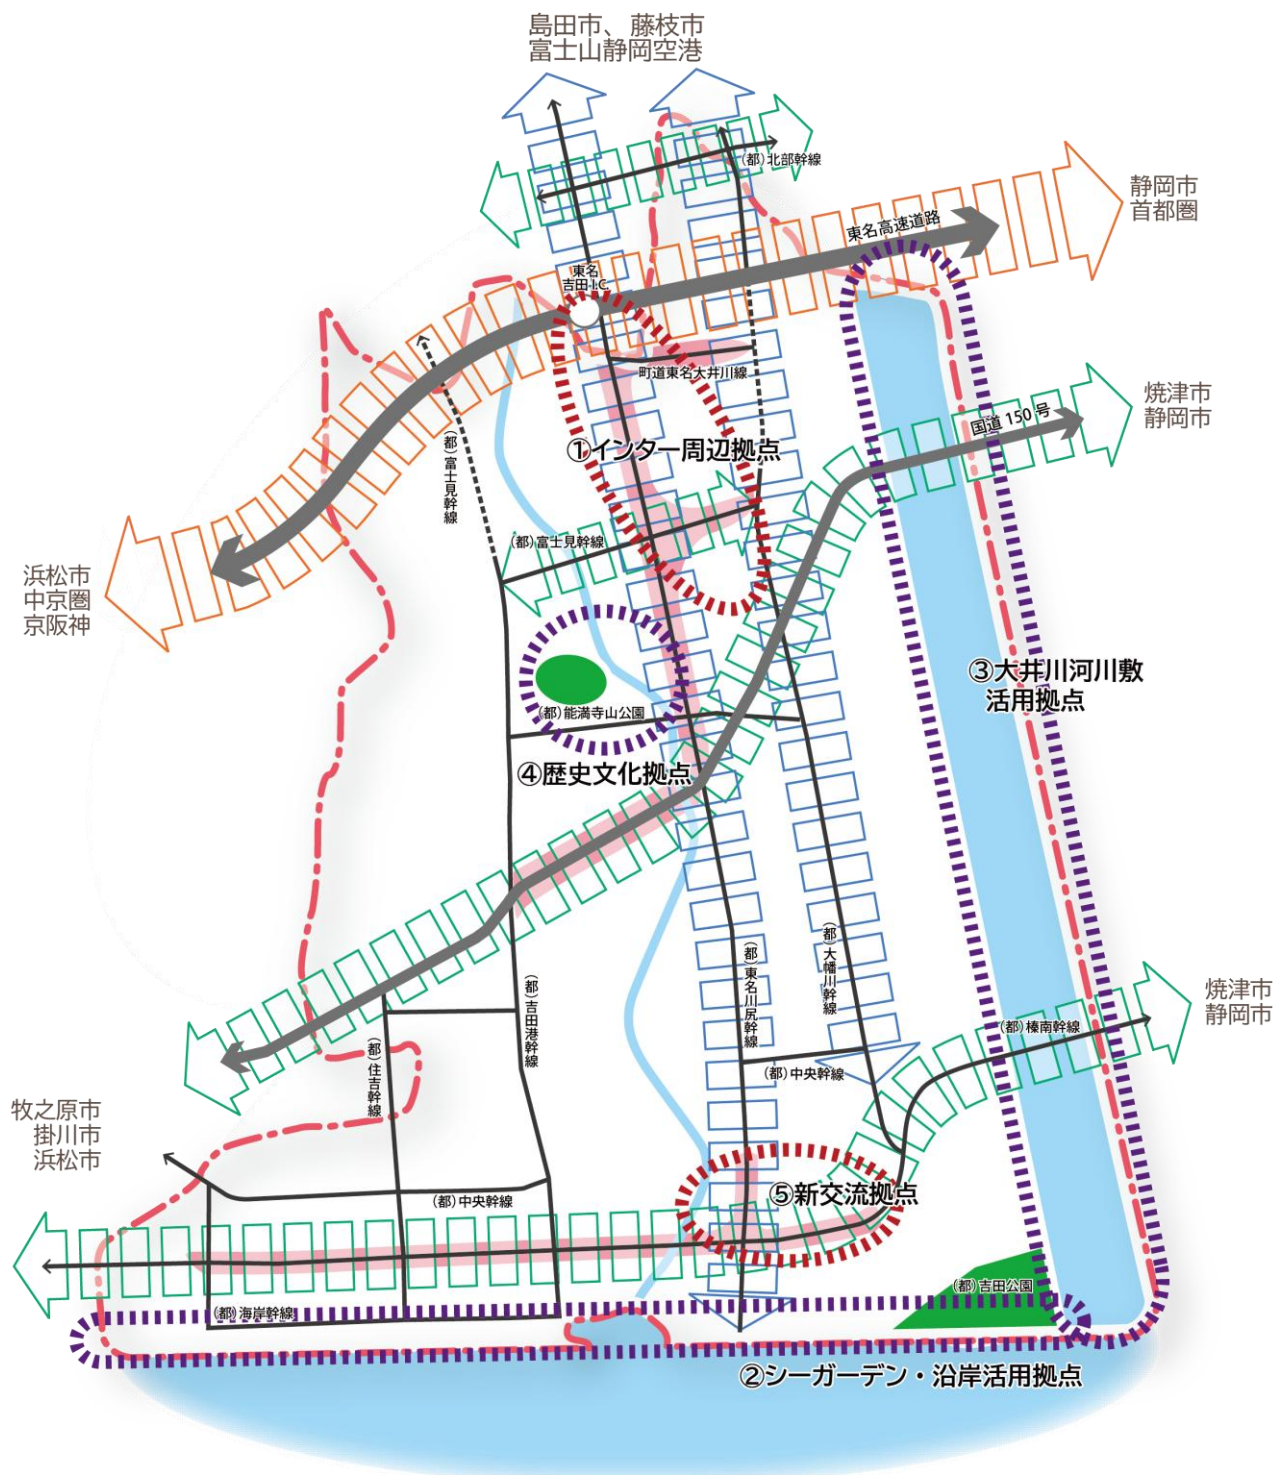 島田市、藤枝市
富士山静岡空港
(都)北部幹線
静岡市
首都圏
東名高速道路
東名
吉田 I.C.
町道東名大井川線
焼津市
静岡市
国道 150 号
(都)富士見幹線
①インター周辺拠点
(都)富士見幹線
浜松市
中京圏
京阪神
③大井川河川敷
活用拠点
(都)能満寺山公園
④歴史文化拠点
(都)大幡川幹線
(都)東名川尻幹線
(都)吉田港幹線
焼津市
静岡市
(都)榛南幹線
(都)住吉幹線
(都)中央幹線
牧之原市
掛川市
浜松市
⑤新交流拠点
(都)中央幹線
(都)吉田公園
(都)海岸幹線
②シーガーデン・沿岸活用拠点